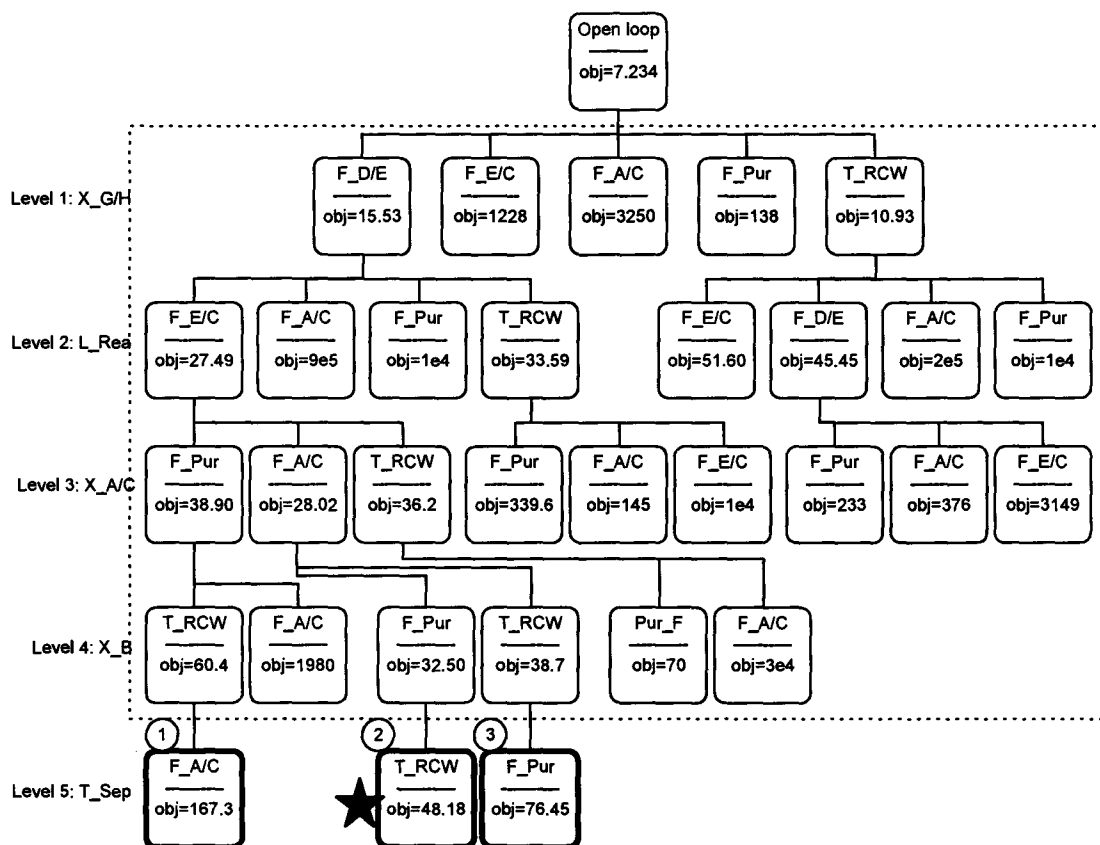 Open loop
obj=7.234
Level 1: X_G/H
F_D/E
F_E/C
F_A/C
F_Pur
T_RCW
obj=15.53
obj=1228
obj=3250
obj=138
obj=10.93
Level 2: L_Rea
F_E/C
F_A/C
F_Pur
T_RCW
F_E/C
F_D/E
F_A/C
F_Pur
obj=27.49
obj=9e5
obj=1e4
obj=33.59
obj=51.60
obj=45.45
obj=2e5
obj=1e4
Level 3: X_A/C
F_Pur
F_A/C
T_RCW
F_Pur
F_A/C
F_E/C
F_Pur
F_A/C
F_E/C
obj=38.90
obj=28.02
obj=36.2
obj=339.6
obj=145
obj=1e4
obj=233
obj=376
obj=3149
Level 4: X_B
T_RCW
F_A/C
F_Pur
T_RCW
Pur_F
F_A/C
obj=60.4
obj=1980
obj=32.50
obj=38.7
obj=70
obj=3e4
1
2
3
Level 5: T_Sep
F_A/C
T_RCW
F_Pur
obj=167.3
obj=48.18
obj=76.45